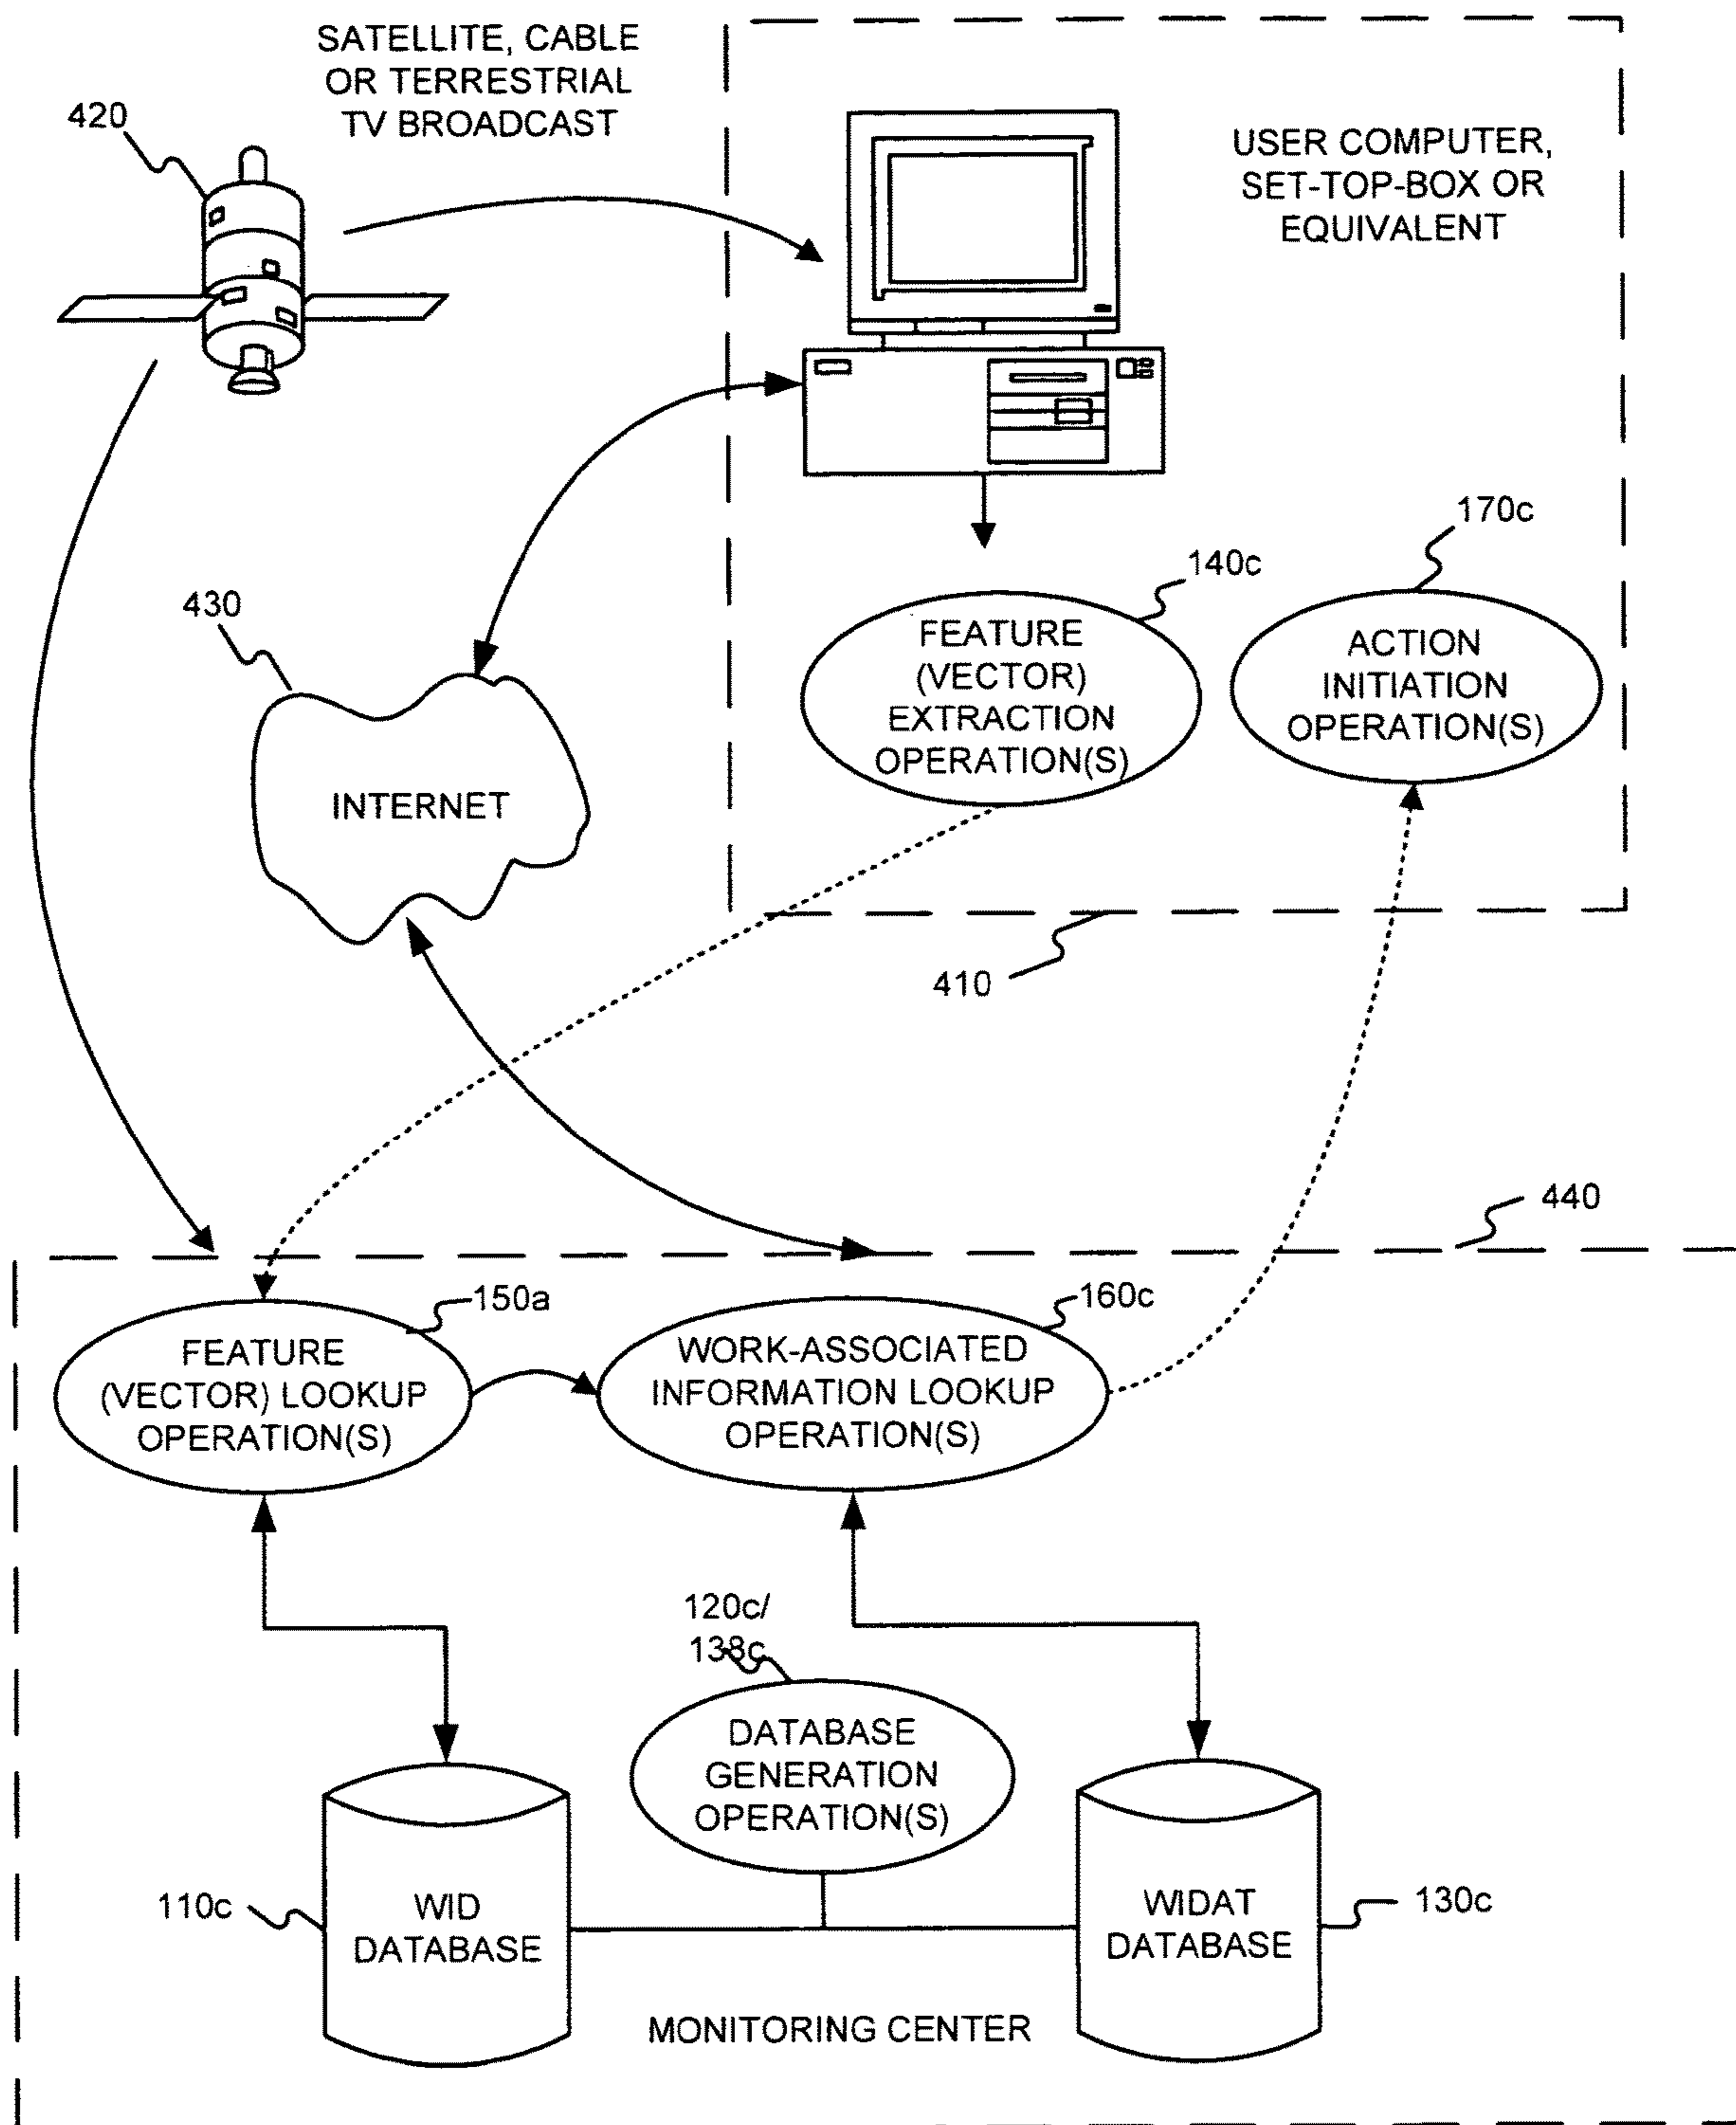 SATELLITE, CABLE
OR TERRESTRIAL
TV BROADCAST
420
USER COMPUTER,
SET-TOP-BOX OR
EQUIVALENT
170c
140c
430
FEATURE
(VECTOR)
EXTRACTION
OPERATION(S)
ACTION
INITIATION
OPERATION(S)
INTERNET
410
440
150a
160c
FEATURE
(VECTOR) LOOKUP
OPERATION(S)
WORK-ASSOCIATED
INFORMATION LOOKUP
OPERATION(S)
120c/
138c
DATABASE
GENERATION
OPERATION(S)
110c
WID
DATABASE
WIDAT
DATABASE
130c
MONITORING CENTER